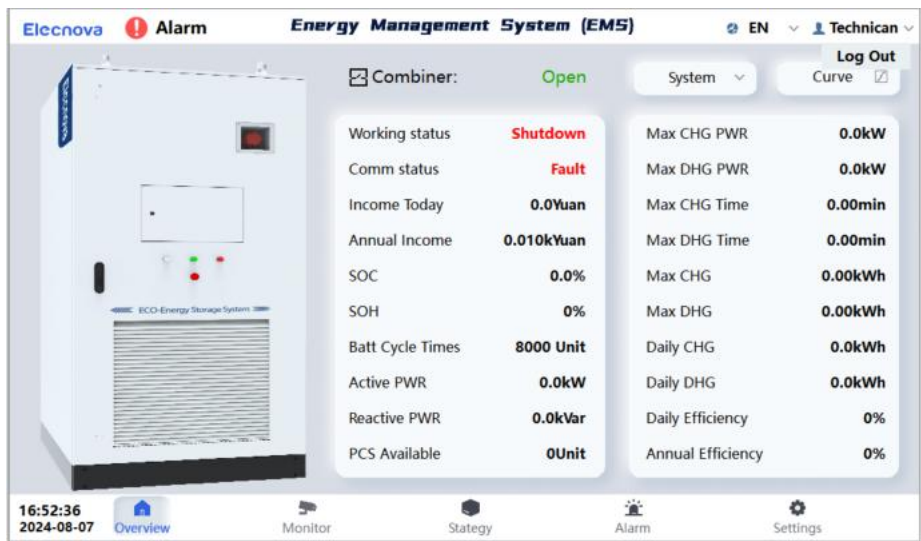 Elecnova Alarm Energy Management System (EMS) EN Technican
Log Out
Combiner: Open System Curve
Elecnova
Working status Shutdown Max CHG PWR 0.0kW
Comm status Fault Max DHG PWR 0.0kW
Income Today 0.0Yuan Max CHG Time 0.00min
Annual Income 0.010kYuan Max DHG Time 0.00min
SOC 0.0% Max CHG 0.00kWh
ECO-Energy Storage System
SOH 0% Max DHG 0.00kWh
Batt Cycle Times 8000 Unit Daily CHG 0.0kWh
Active PWR 0.0kW Daily DHG 0.0kWh
Reactive PWR 0.0kVar Daily Efficiency 0%
PCS Available 0Unit Annual Efficiency 0%
16:52:36
2024-08-07 Overview Monitor Stategy Alarm Settings